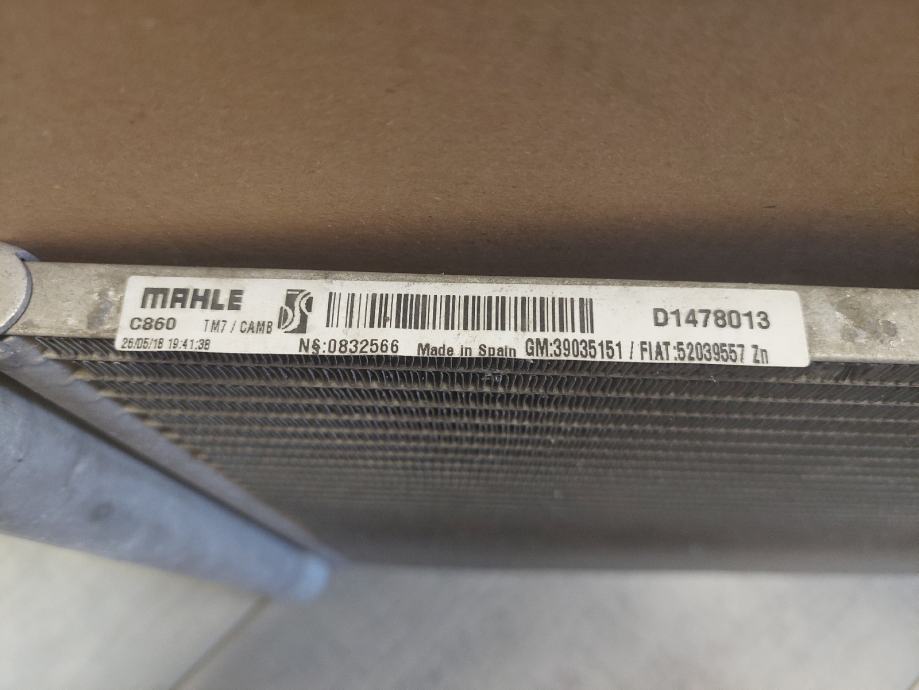 MAHLE
C860 TM7 / CAMB
26/05/18 19:41:38
D1478013
N§:0832566 Made in Spain GM:39035151 / FIAT:52039557 Zn